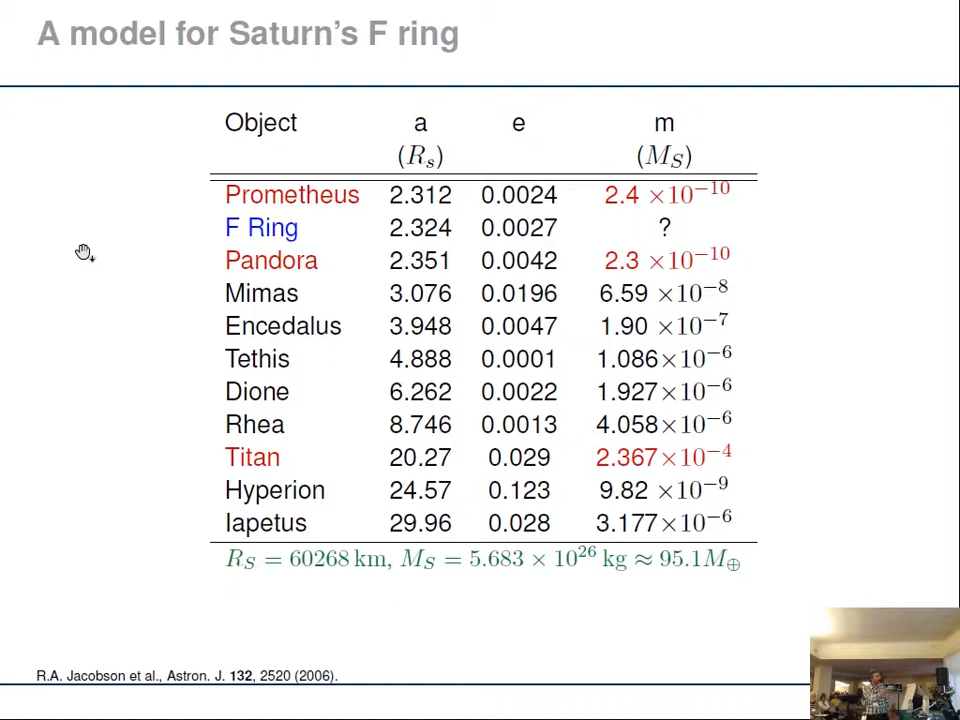 A model for Saturn's F ring
Object a e m
(R_s) (M_S)
Prometheus 2.312 0.0024 2.4 ×10^−10
F Ring 2.324 0.0027 ?
Pandora 2.351 0.0042 2.3 ×10^−10
Mimas 3.076 0.0196 6.59 ×10^−8
Encedalus 3.948 0.0047 1.90 ×10^−7
Tethis 4.888 0.0001 1.086×10^−6
Dione 6.262 0.0022 1.927×10^−6
Rhea 8.746 0.0013 4.058×10^−6
Titan 20.27 0.029 2.367×10^−4
Hyperion 24.57 0.123 9.82 ×10^−9
Iapetus 29.96 0.028 3.177×10^−6
R_S = 60268 km, M_S = 5.683 × 10^26 kg ≈ 95.1M_⊕
R.A. Jacobson et al., Astron. J. 132, 2520 (2006).